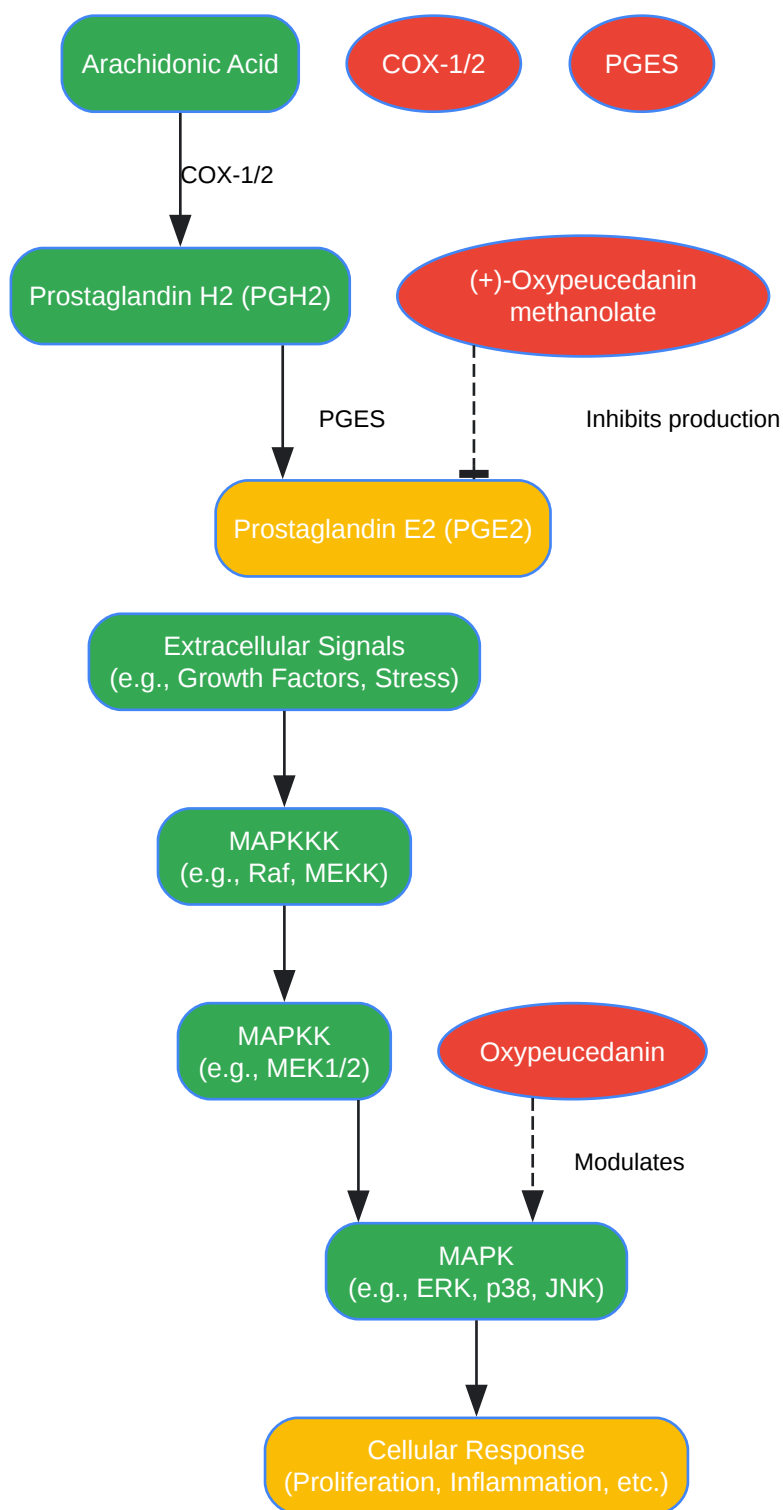 Arachidonic Acid
COX-1/2
PGES
COX-1/2
Prostaglandin H2 (PGH2)
(+)-Oxypeucedanin
methanolate
PGES
Inhibits production
Prostaglandin E2 (PGE2)
Extracellular Signals
(e.g., Growth Factors, Stress)
MAPKKK
(e.g., Raf, MEKK)
MAPKK
(e.g., MEK1/2)
Oxypeucedanin
Modulates
MAPK
(e.g., ERK, p38, JNK)
Cellular Response
(Proliferation, Inflammation, etc.)